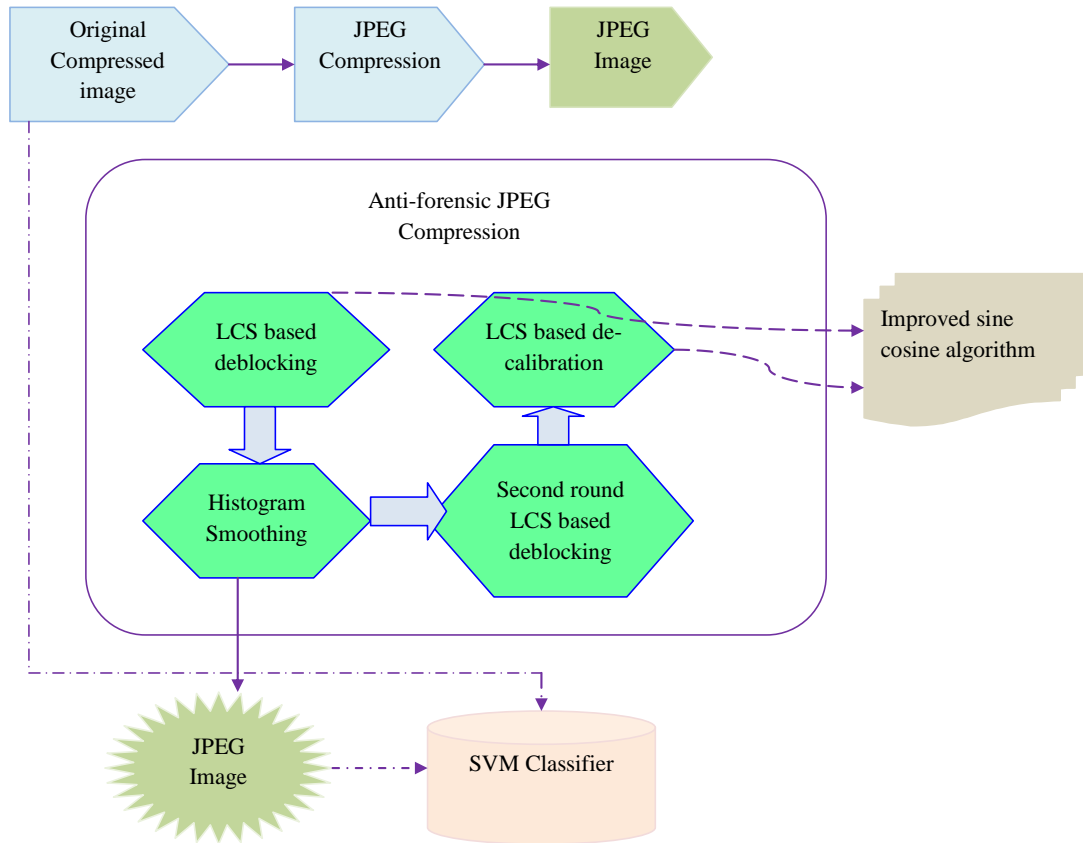 Original
Compressed
image
JPEG
Compression
JPEG
Image
Anti-forensic JPEG
Compression
LCS based
deblocking
LCS based de-
calibration
Improved sine
cosine algorithm
Histogram
Smoothing
Second round
LCS based
deblocking
JPEG
Image
SVM Classifier